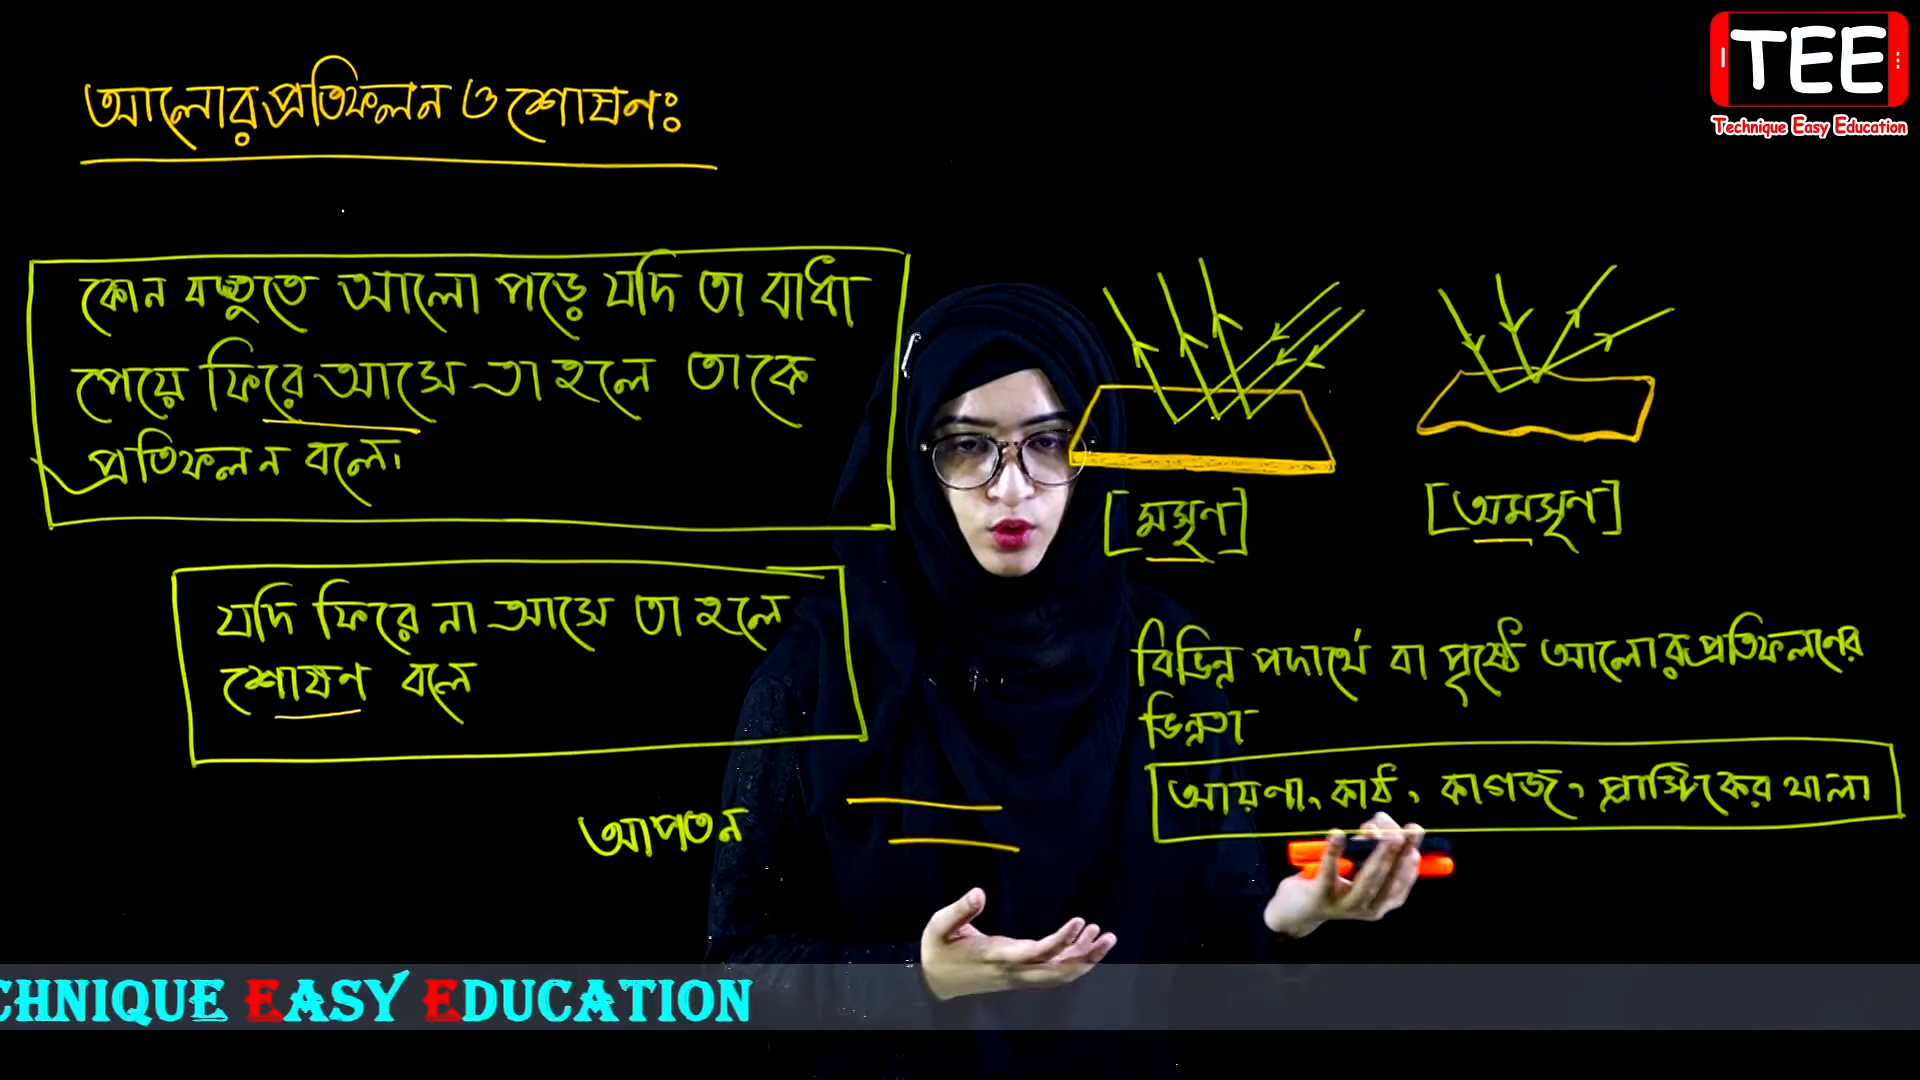 আলোর প্রতিফলন ও শোষণঃ
TEE
Technique Easy Education
কোন বস্তুতে আলো পড়ে যদি তা বাধা
পেয়ে ফিরে আসে তা হলে তাকে
প্রতিফলন বলে।
যদি ফিরে না আসে তা হলে
শোষণ বলে
আপতন
[মসৃণ]
[অমসৃণ]
বিভিন্ন পদার্থে বা পৃষ্ঠে আলোর প্রতিফলনের
ভিন্নতা
আয়ণা, কাঠ, কাগজ, প্লাস্টিকের থালা
CHNIQUE EASY EDUCATION